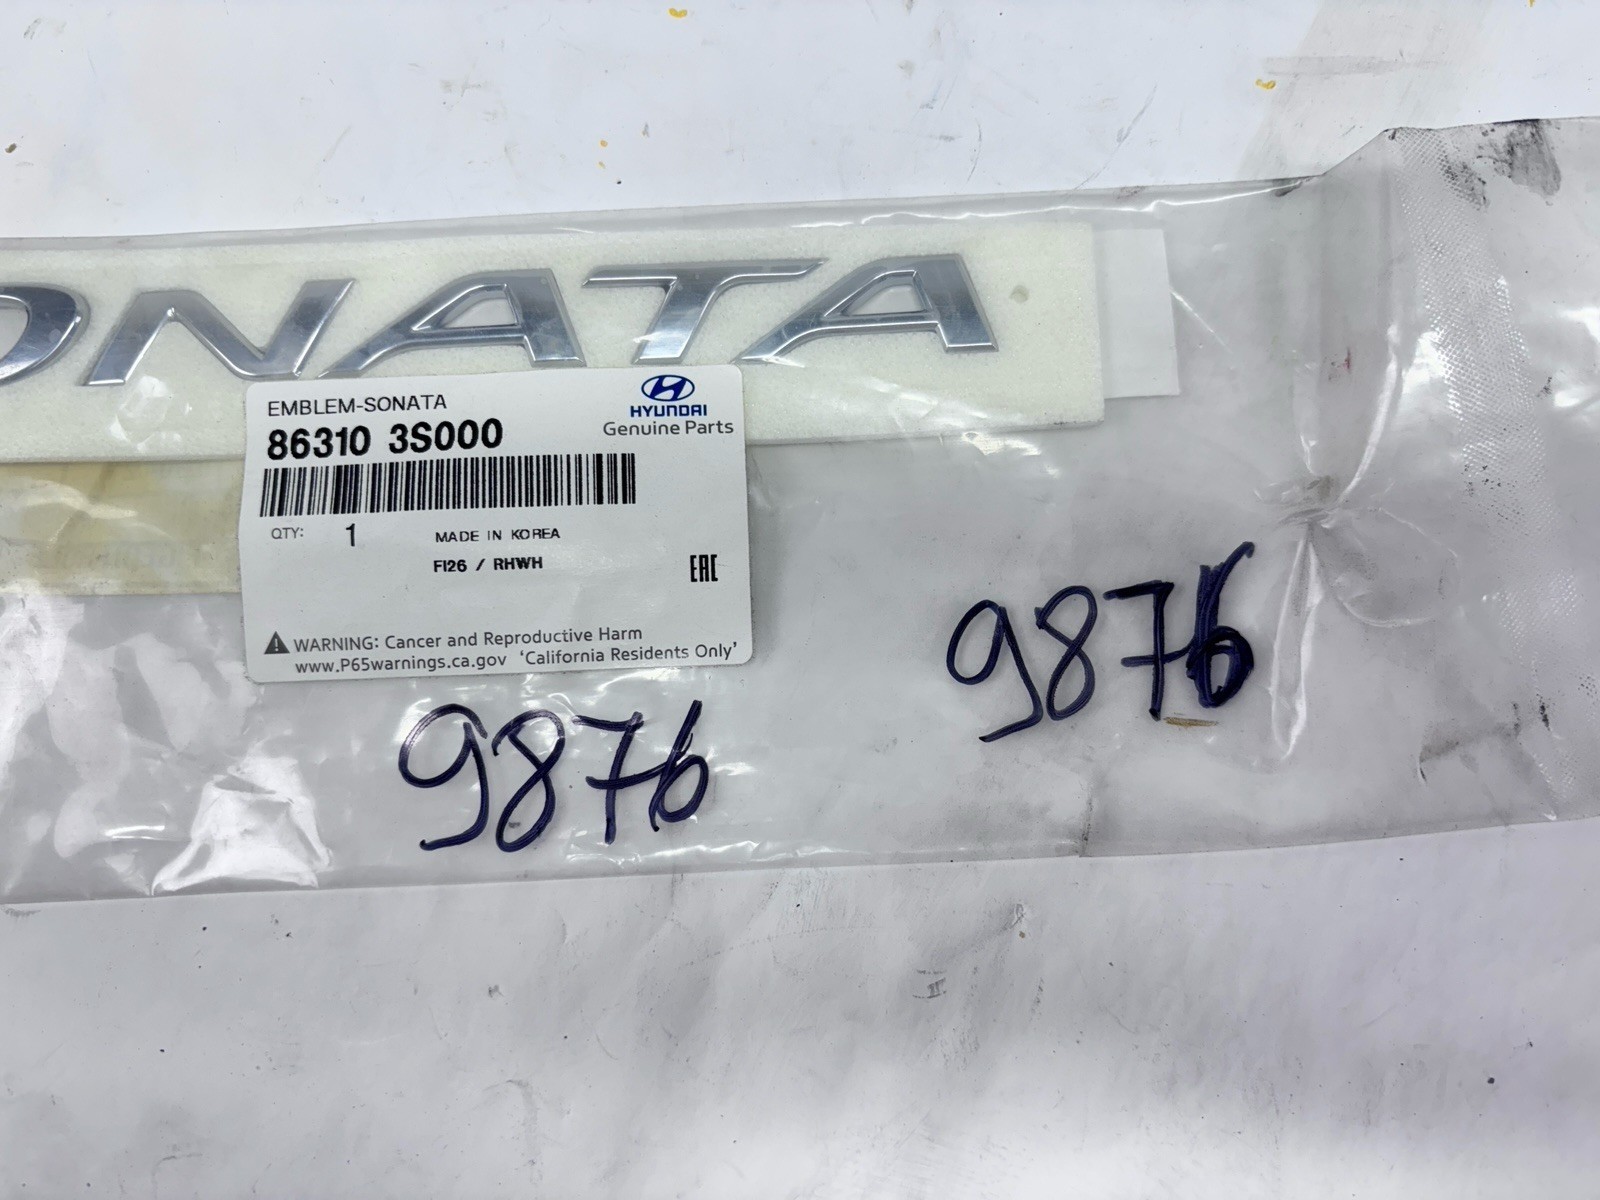 ONATA
EMBLEM-SONATA
HYUNDAI
86310 3S000
Genuine Parts
QTY: 1 MADE IN KOREA
FI26 / RHWH
EAC
WARNING: Cancer and Reproductive Harm
www.P65warnings.ca.gov 'California Residents Only'
9876
9876